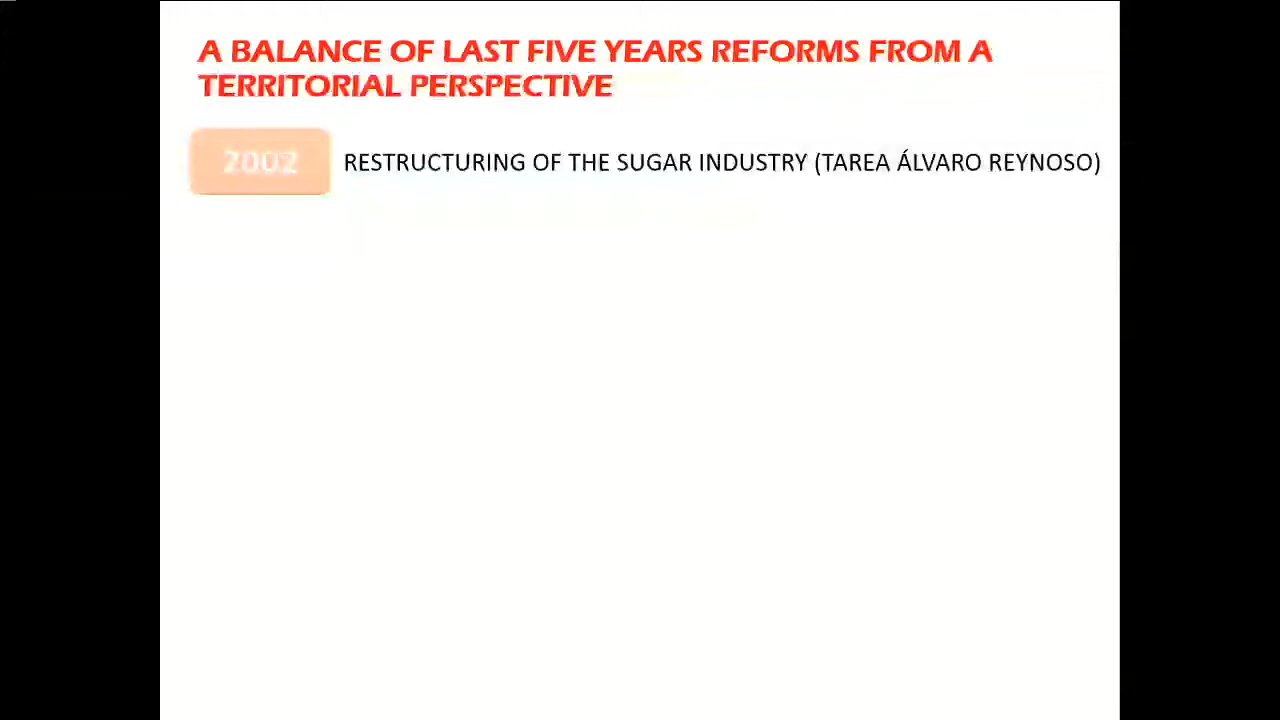 A BALANCE OF LAST FIVE YEARS REFORMS FROM A
TERRITORIAL PERSPECTIVE
2002
RESTRUCTURING OF THE SUGAR INDUSTRY (TAREA ÁLVARO REYNOSO)